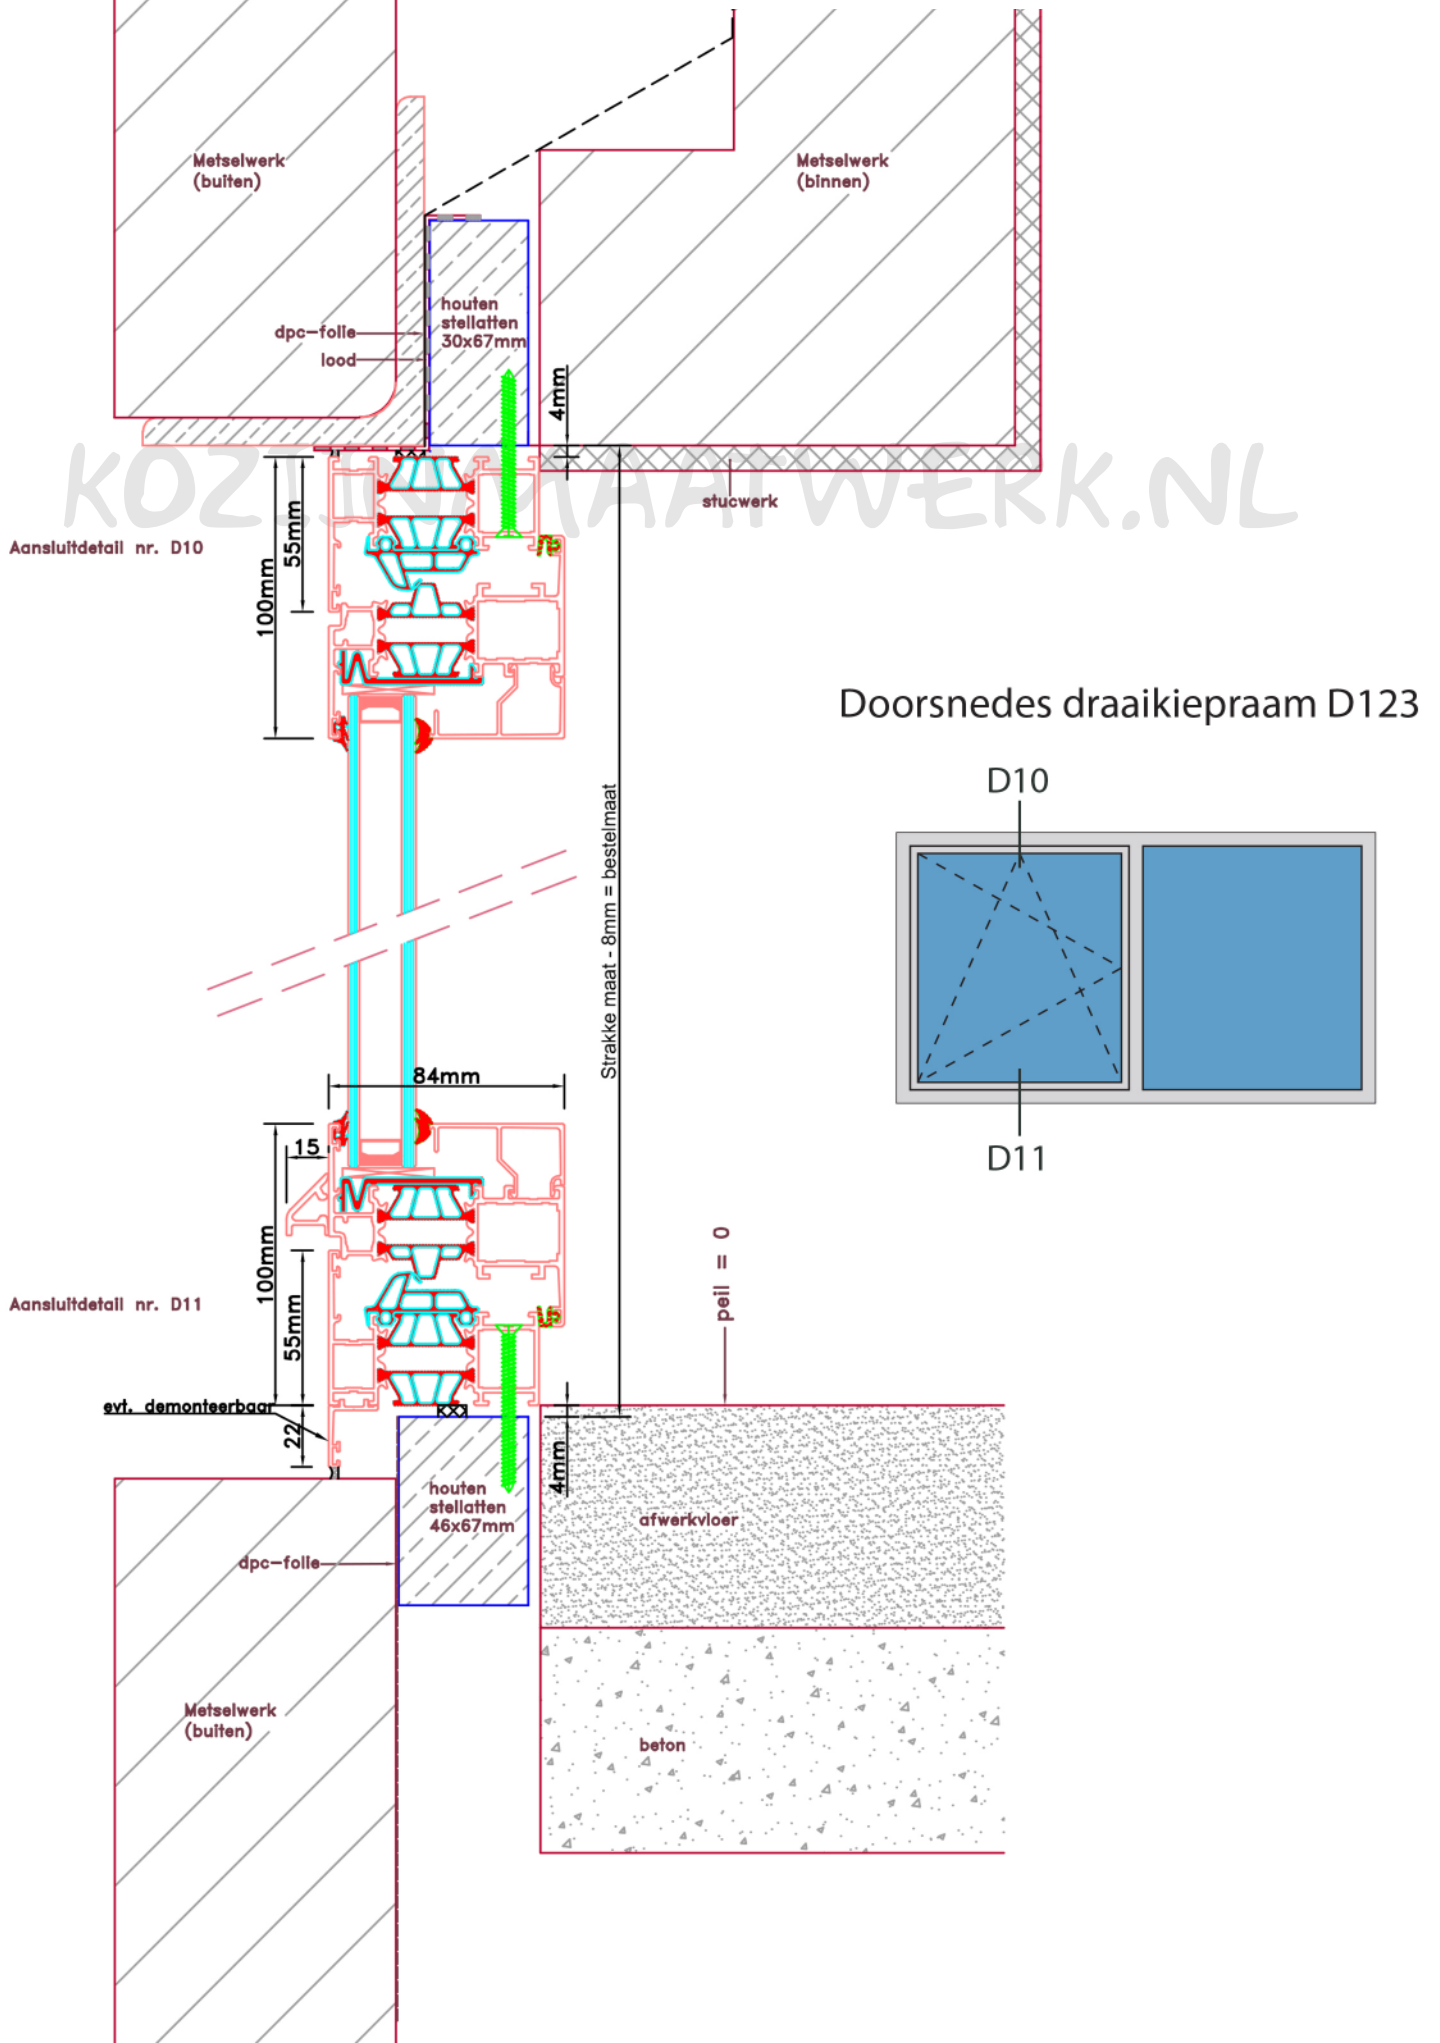 Metselwerk
(buiten)
Metselwerk
(binnen)
houten
stellatten
30x67mm
dpc-folie
lood
4mm
KOZIJNMAATWERK.NL
stucwerk
Aansluitdetail nr. D10
55mm
100mm
Doorsnedes draaikiepraam D123
D10
D11
Strakke maat - 8mm = bestelmaat
84mm
15
100mm
55mm
Aansluitdetail nr. D11
peil = 0
evt. demonteerbaar
22
4mm
houten
stellatten
46x67mm
afwerkvloer
dpc-folie
Metselwerk
(buiten)
beton